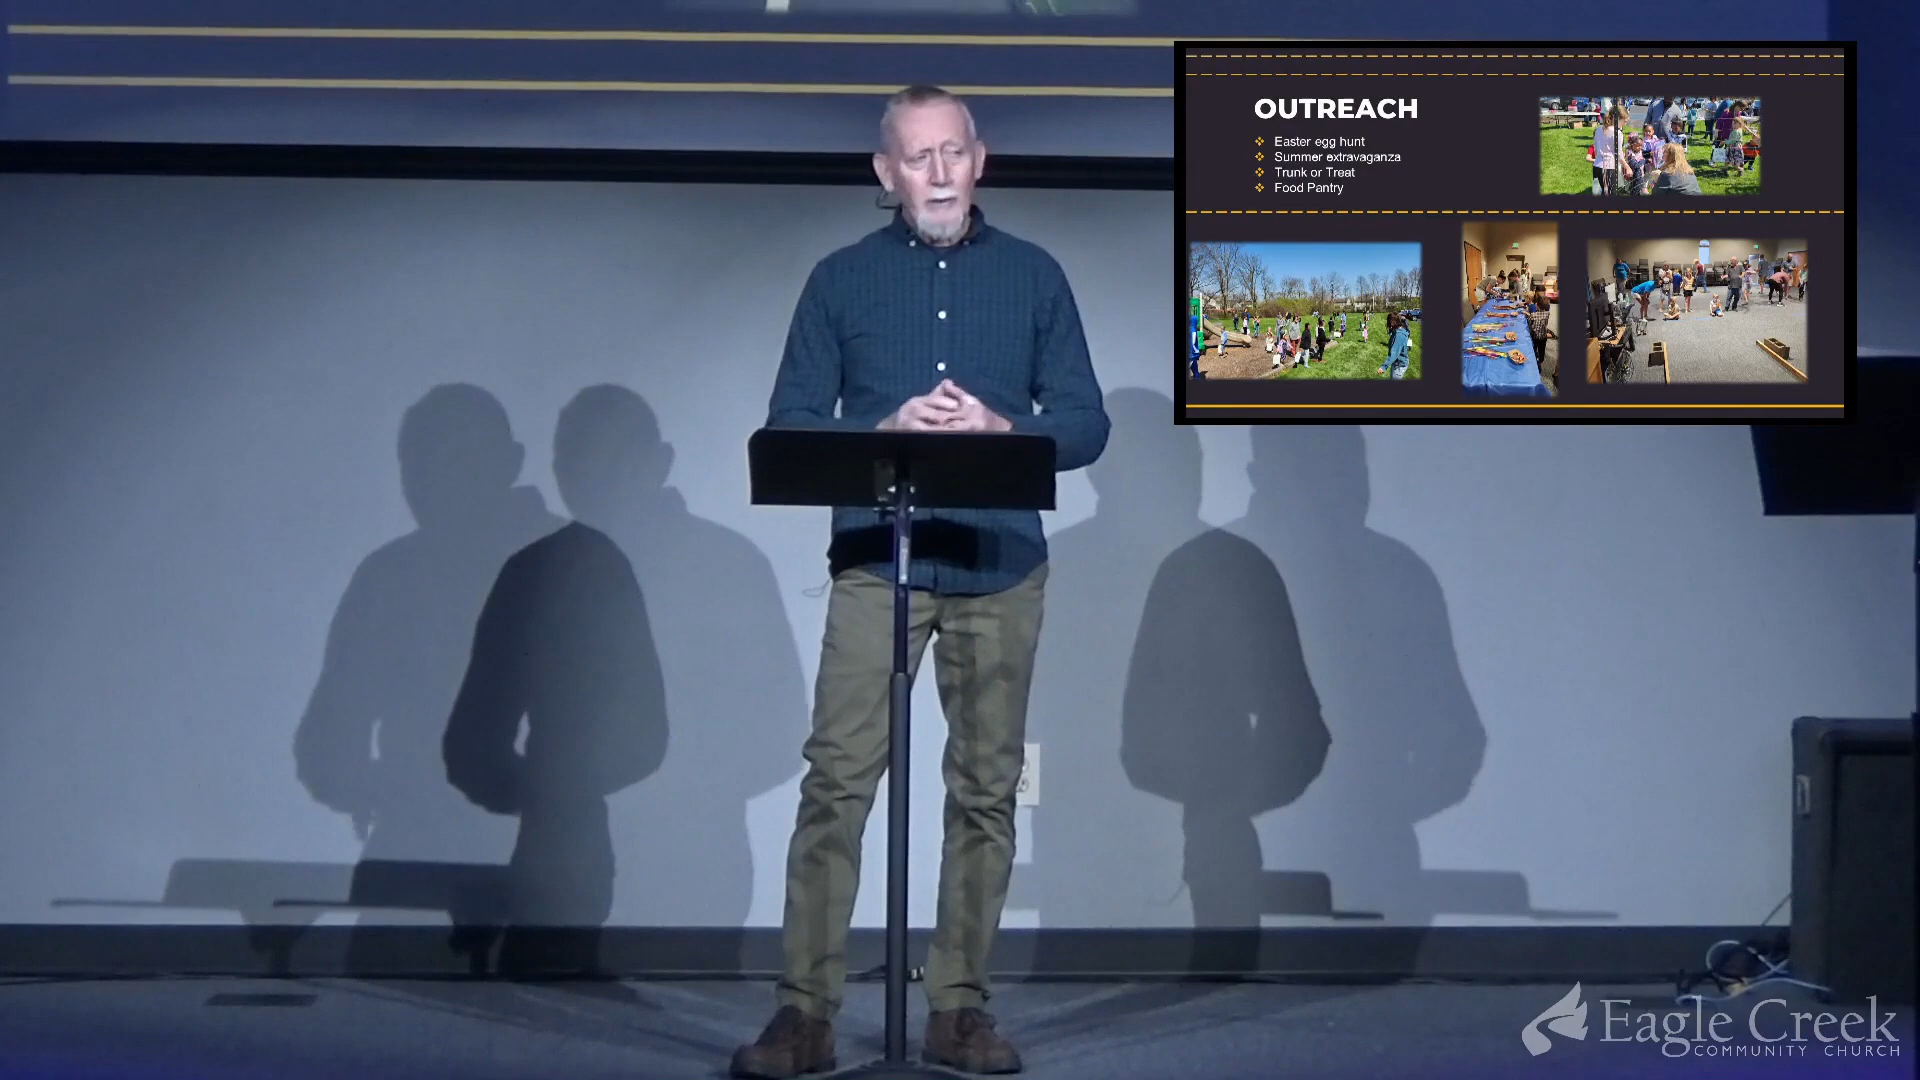 OUTREACH
Easter egg hunt
Summer extravaganza
Trunk or Treat
Food Pantry
Eagle Creek
COMMUNITY CHURCH